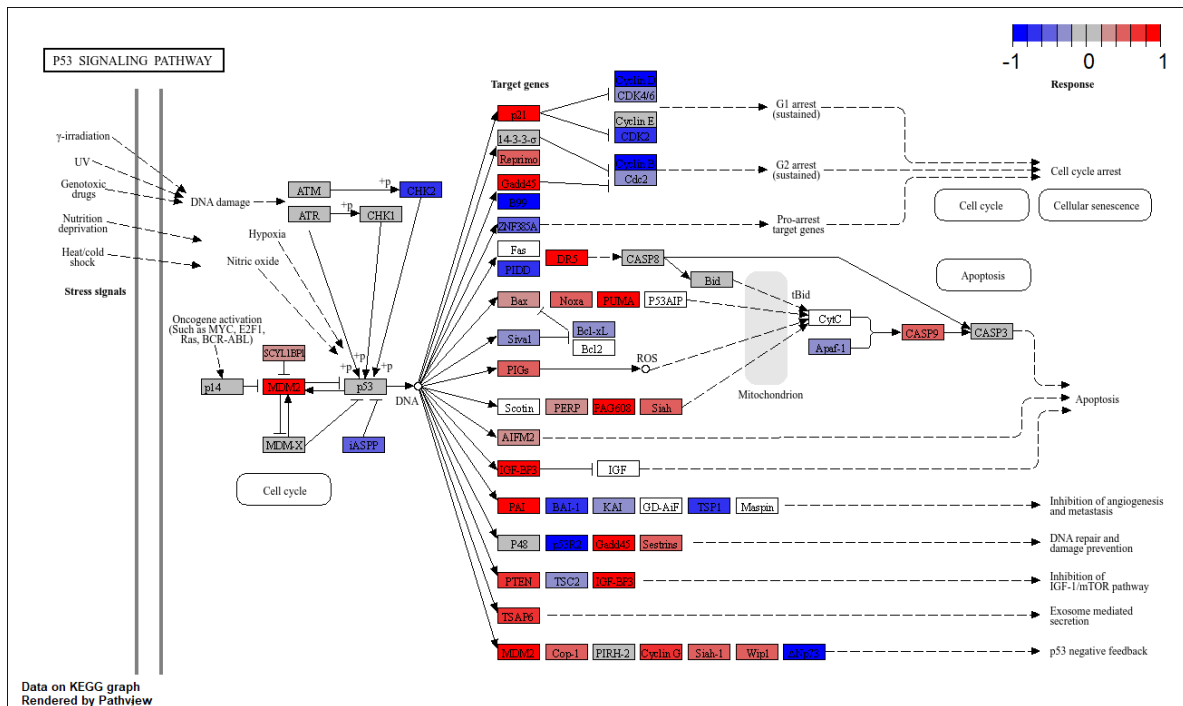 P53 SIGNALING PATHWAY
-1 0 1
Target genes
Response
γ-irradiation
UV
Genotoxic
drugs
Nutrition
deprivation
Heat/cold
shock
Stress signals
DNA damage
ATM
+p
CHK2
ATR
+p
CHK1
Hypoxia
Nitric oxide
Oncogene activation
(Such as MYC, E2F1,
Ras, BCR-ABL)
SCYL1BP1
p14
MDM2
+p
+p
+p
p53
MDM-X
iASPP
DNA
Cell cycle
p21
Cyclin D
CDK4/6
Cyclin E
CDK2
G1 arrest
(sustained)
14-3-3-σ
Reprimo
Gadd45
B99
Cyclin B
Cdc2
G2 arrest
(sustained)
Cell cycle arrest
Cell cycle
Cellular senescence
ZNF385A
Pro-arrest
target genes
Fas
PIDD
DR5
CASP8
Bid
tBid
Apoptosis
Bax
Noxa
PUMA
P53AIP
CytC
Sival
Bcl-xL
Bcl2
Apaf-1
CASP9
CASP3
PIGs
ROS
Mitochondrion
Scotin
PERP
PAG608
Siah
Apoptosis
AIFM2
IGF-BP3
IGF
PAI
BAI-1
KAI
GD-AiF
TSP1
Maspin
Inhibition of angiogenesis
and metastasis
P48
p53R2
Gadd45
Sestrins
DNA repair and
damage prevention
PTEN
TSC2
IGF-BP3
Inhibition of
IGF-1/mTOR pathway
TSAP6
Exosome mediated
secretion
MDM2
Cop-1
PIRH-2
Cyclin G
Siah-1
Wip1
ΔNp73
p53 negative feedback
Data on KEGG graph
Rendered by Pathview